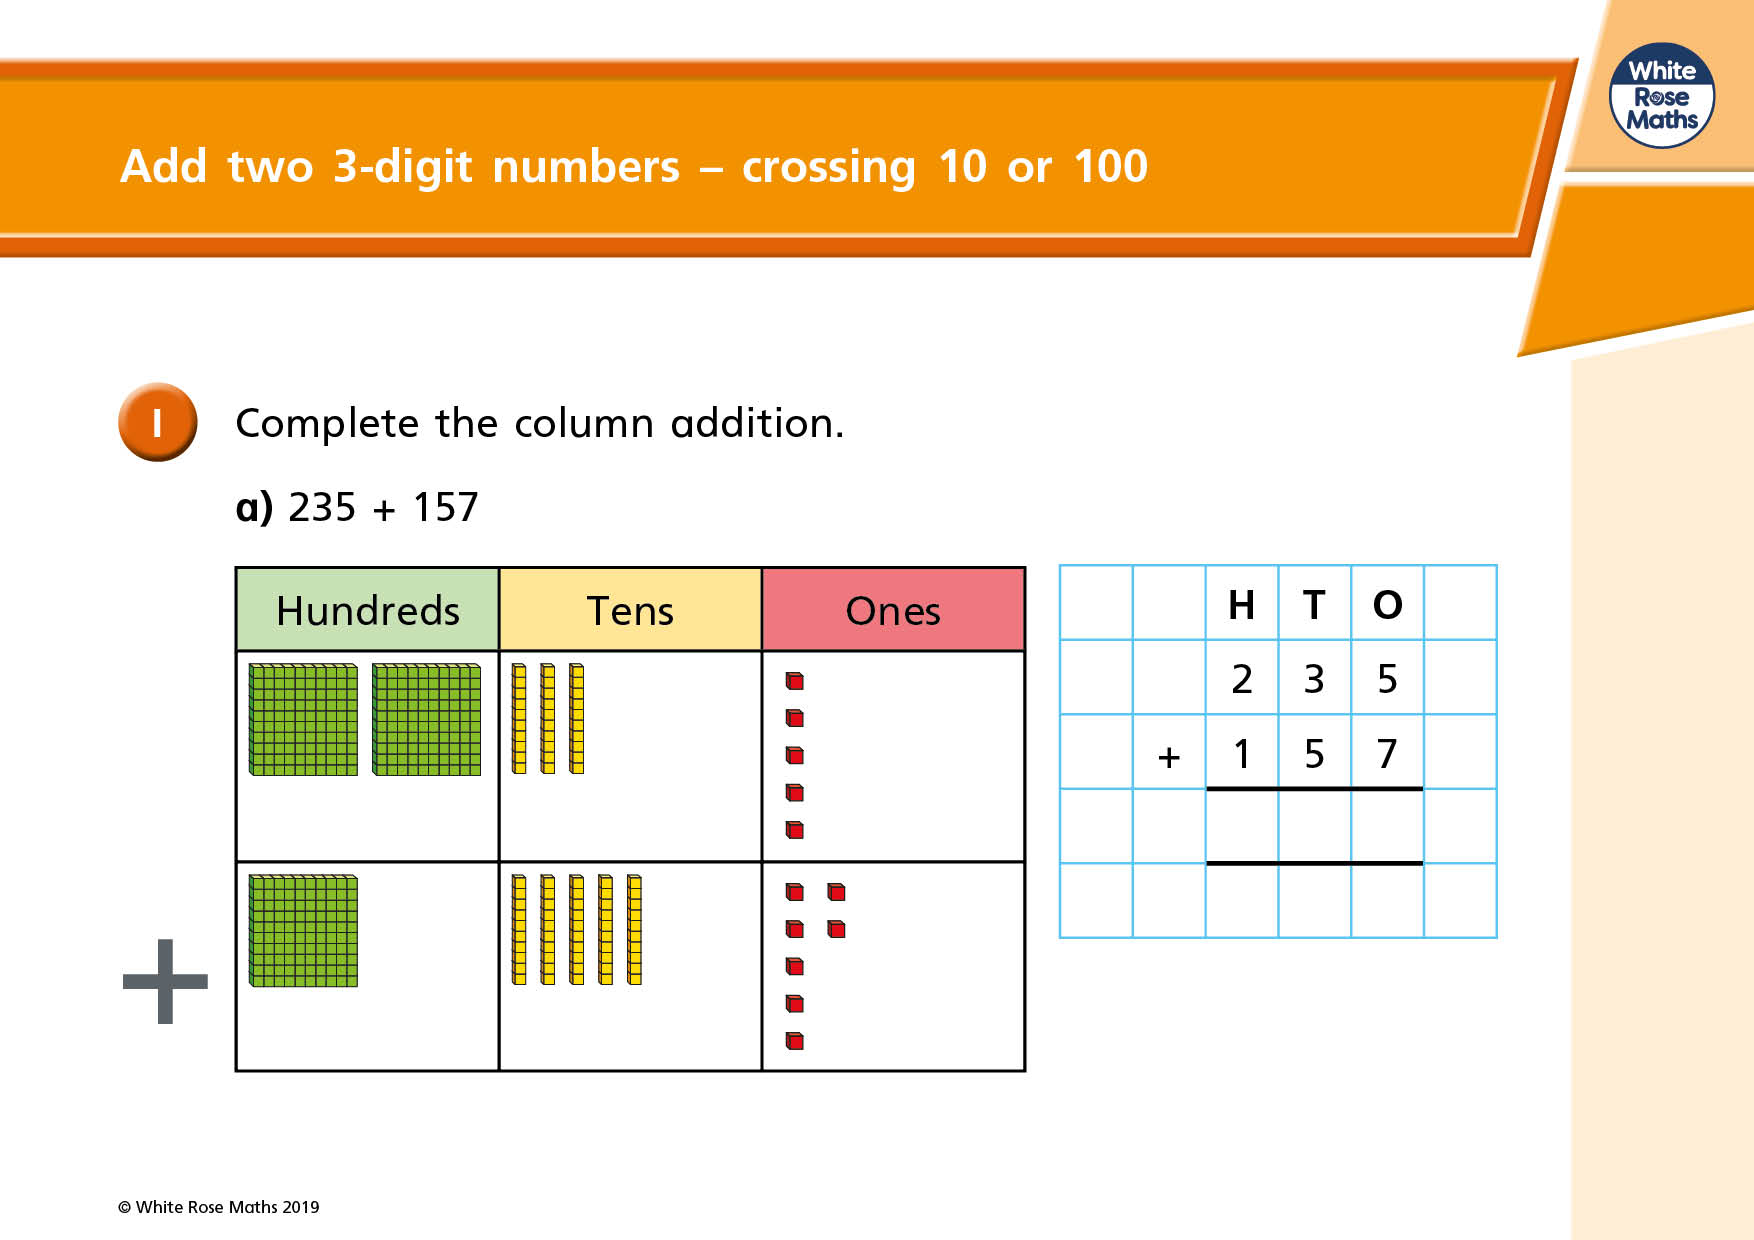 White
Rose
Maths
Add two 3-digit numbers – crossing 10 or 100
1 Complete the column addition.
a) 235 + 157
Hundreds Tens Ones
H T O
2 3 5
+ 1 5 7
+
© White Rose Maths 2019